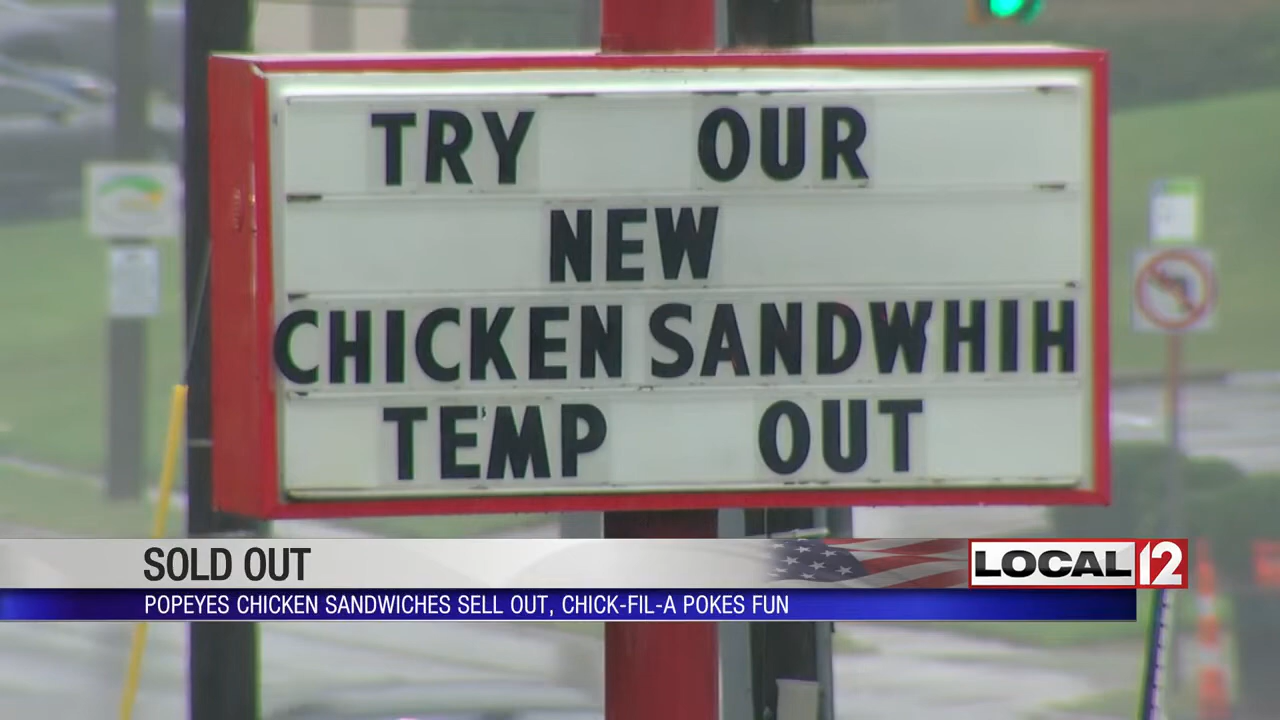 TRY OUR
NEW
CHICKEN SANDWHIH
TEMP OUT
SOLD OUT
LOCAL 12
POPEYES CHICKEN SANDWICHES SELL OUT, CHICK-FIL-A POKES FUN